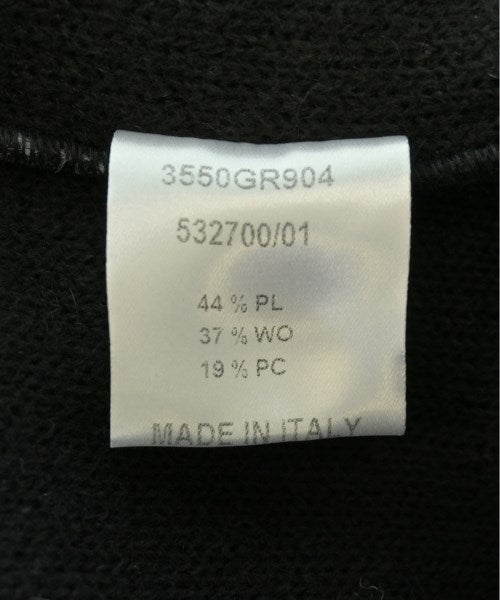 3550GR904
532700/01
44 % PL
37 % WO
19 % PC
MADE IN ITALY